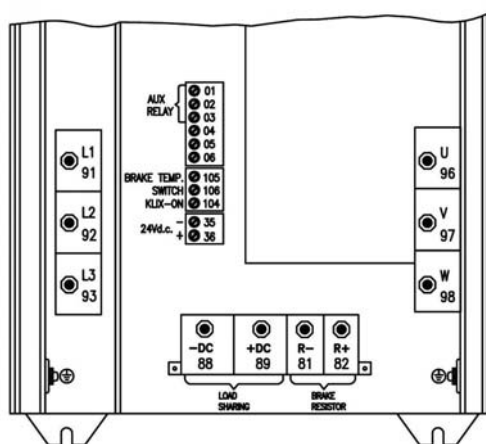 AUX
RELAY
01
02
03
04
05
06
BRAKE TEMP. 105
SWITCH 106
KLIX-ON 104
24Vd.c. - 35
+ 36
L1
91
L2
92
L3
93
U
96
V
97
W
98
-DC +DC R- R+
88 89 81 82
LOAD
SHARING
BRAKE
RESISTOR